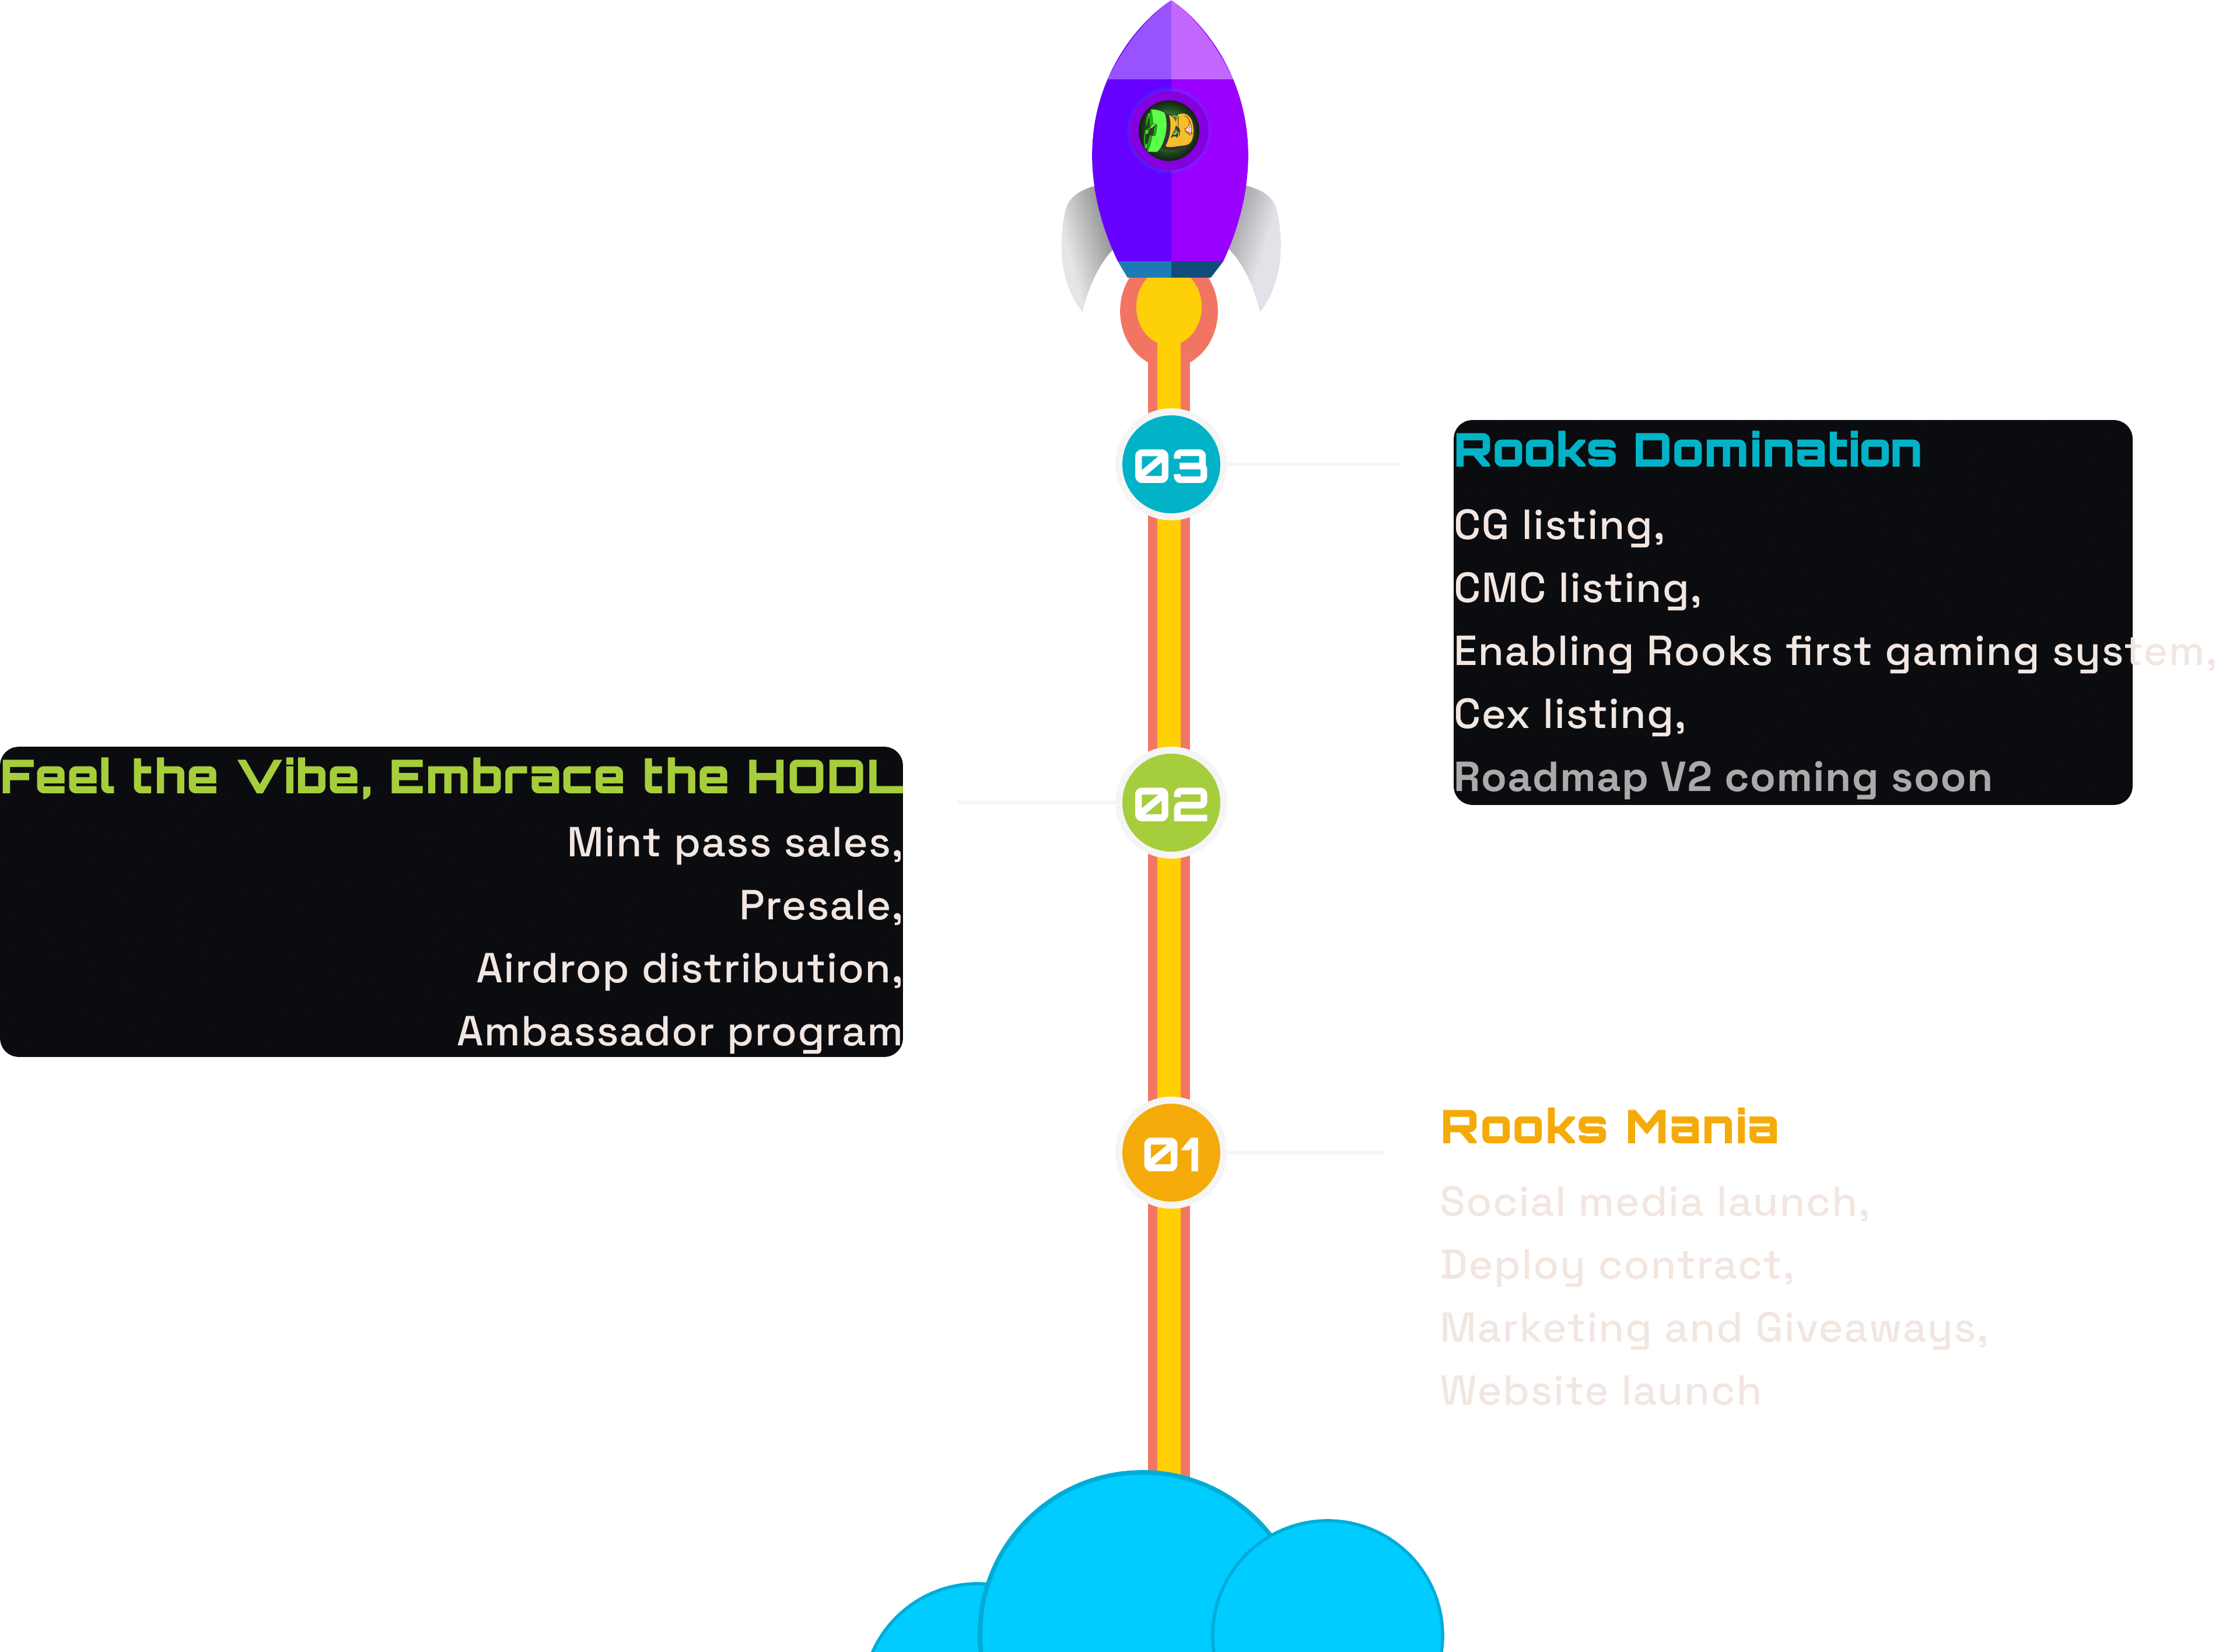 03
Rooks Domination
CG listing,
CMC listing,
Enabling Rooks first gaming system,
Cex listing,
Roadmap V2 coming soon
02
Feel the Vibe, Embrace the HODL
Mint pass sales,
Presale,
Airdrop distribution,
Ambassador program
01
Rooks Mania
Social media launch,
Deploy contract,
Marketing and Giveaways,
Website launch